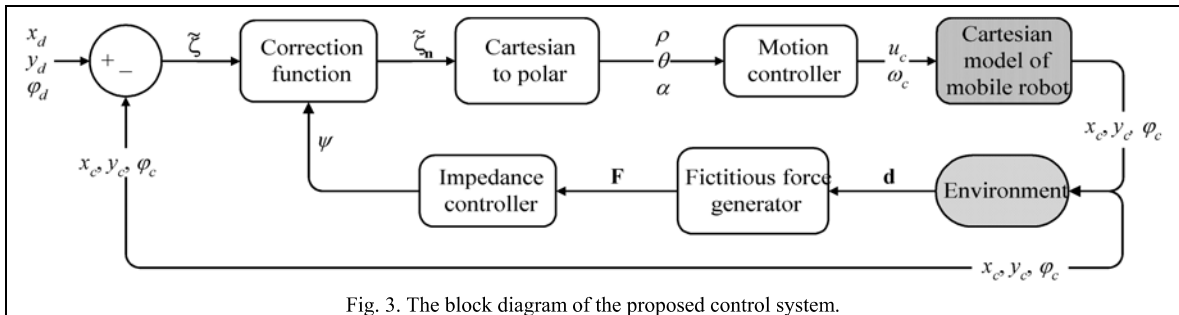 x_d
y_d
φ_d
+
−
ζ̃
Correction
function
ζ̃_n
Cartesian
to polar
ρ
θ
α
Motion
controller
u_c
ω_c
Cartesian
model of
mobile robot
x_c, y_c, φ_c
ψ
x_c, y_c, φ_c
Impedance
controller
F
Fictitious force
generator
d
Environment
x_c, y_c, φ_c
Fig. 3. The block diagram of the proposed control system.